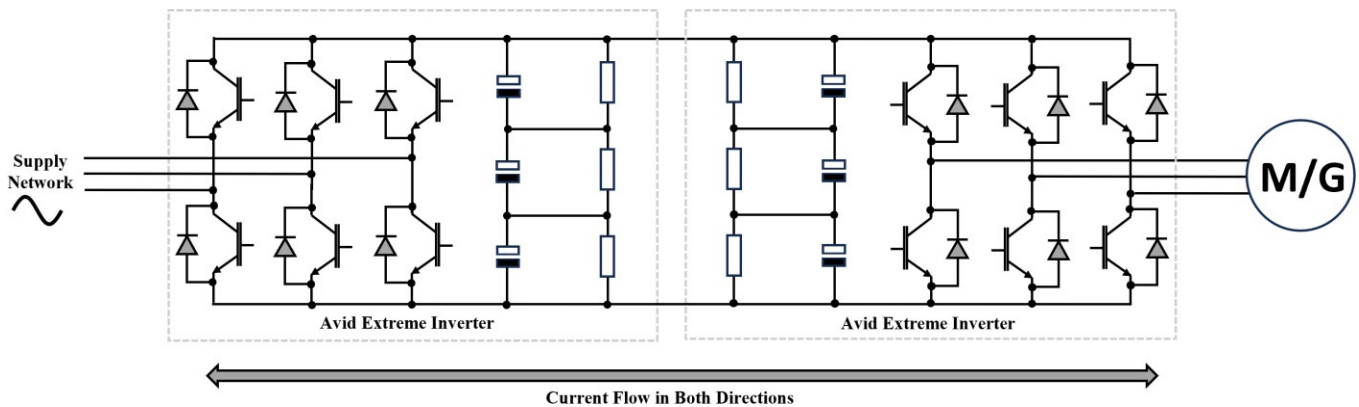 Supply
Network
M/G
Avid Extreme Inverter
Avid Extreme Inverter
Current Flow in Both Directions